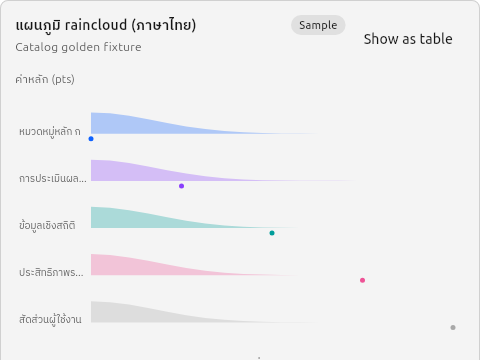 แผนภูมิ raincloud (ภาษาไทย)
Sample
Show as table
Catalog golden fixture
ค่าหลัก (pts)
หมวดหมู่หลัก ก
การประเมินผล...
ข้อมูลเชิงสถิติ
ประสิทธิภาพร...
สัดส่วนผู้ใช้งาน